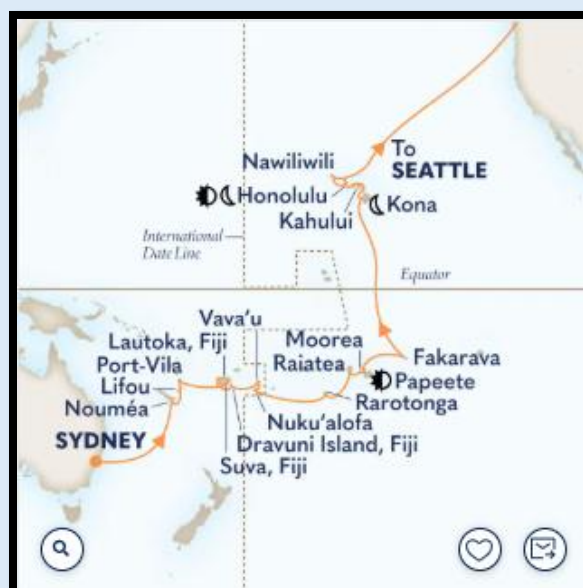 To
SEATTLE
Nawiliwili
Honolulu
Kahului
Kona
International
Date Line
Equator
Vava'u
Lautoka, Fiji
Port-Vila
Lifou
Nouméa
SYDNEY
Moorea
Raiatea
Fakarava
Papeete
Rarotonga
Nuku'alofa
Dravuni Island, Fiji
Suva, Fiji